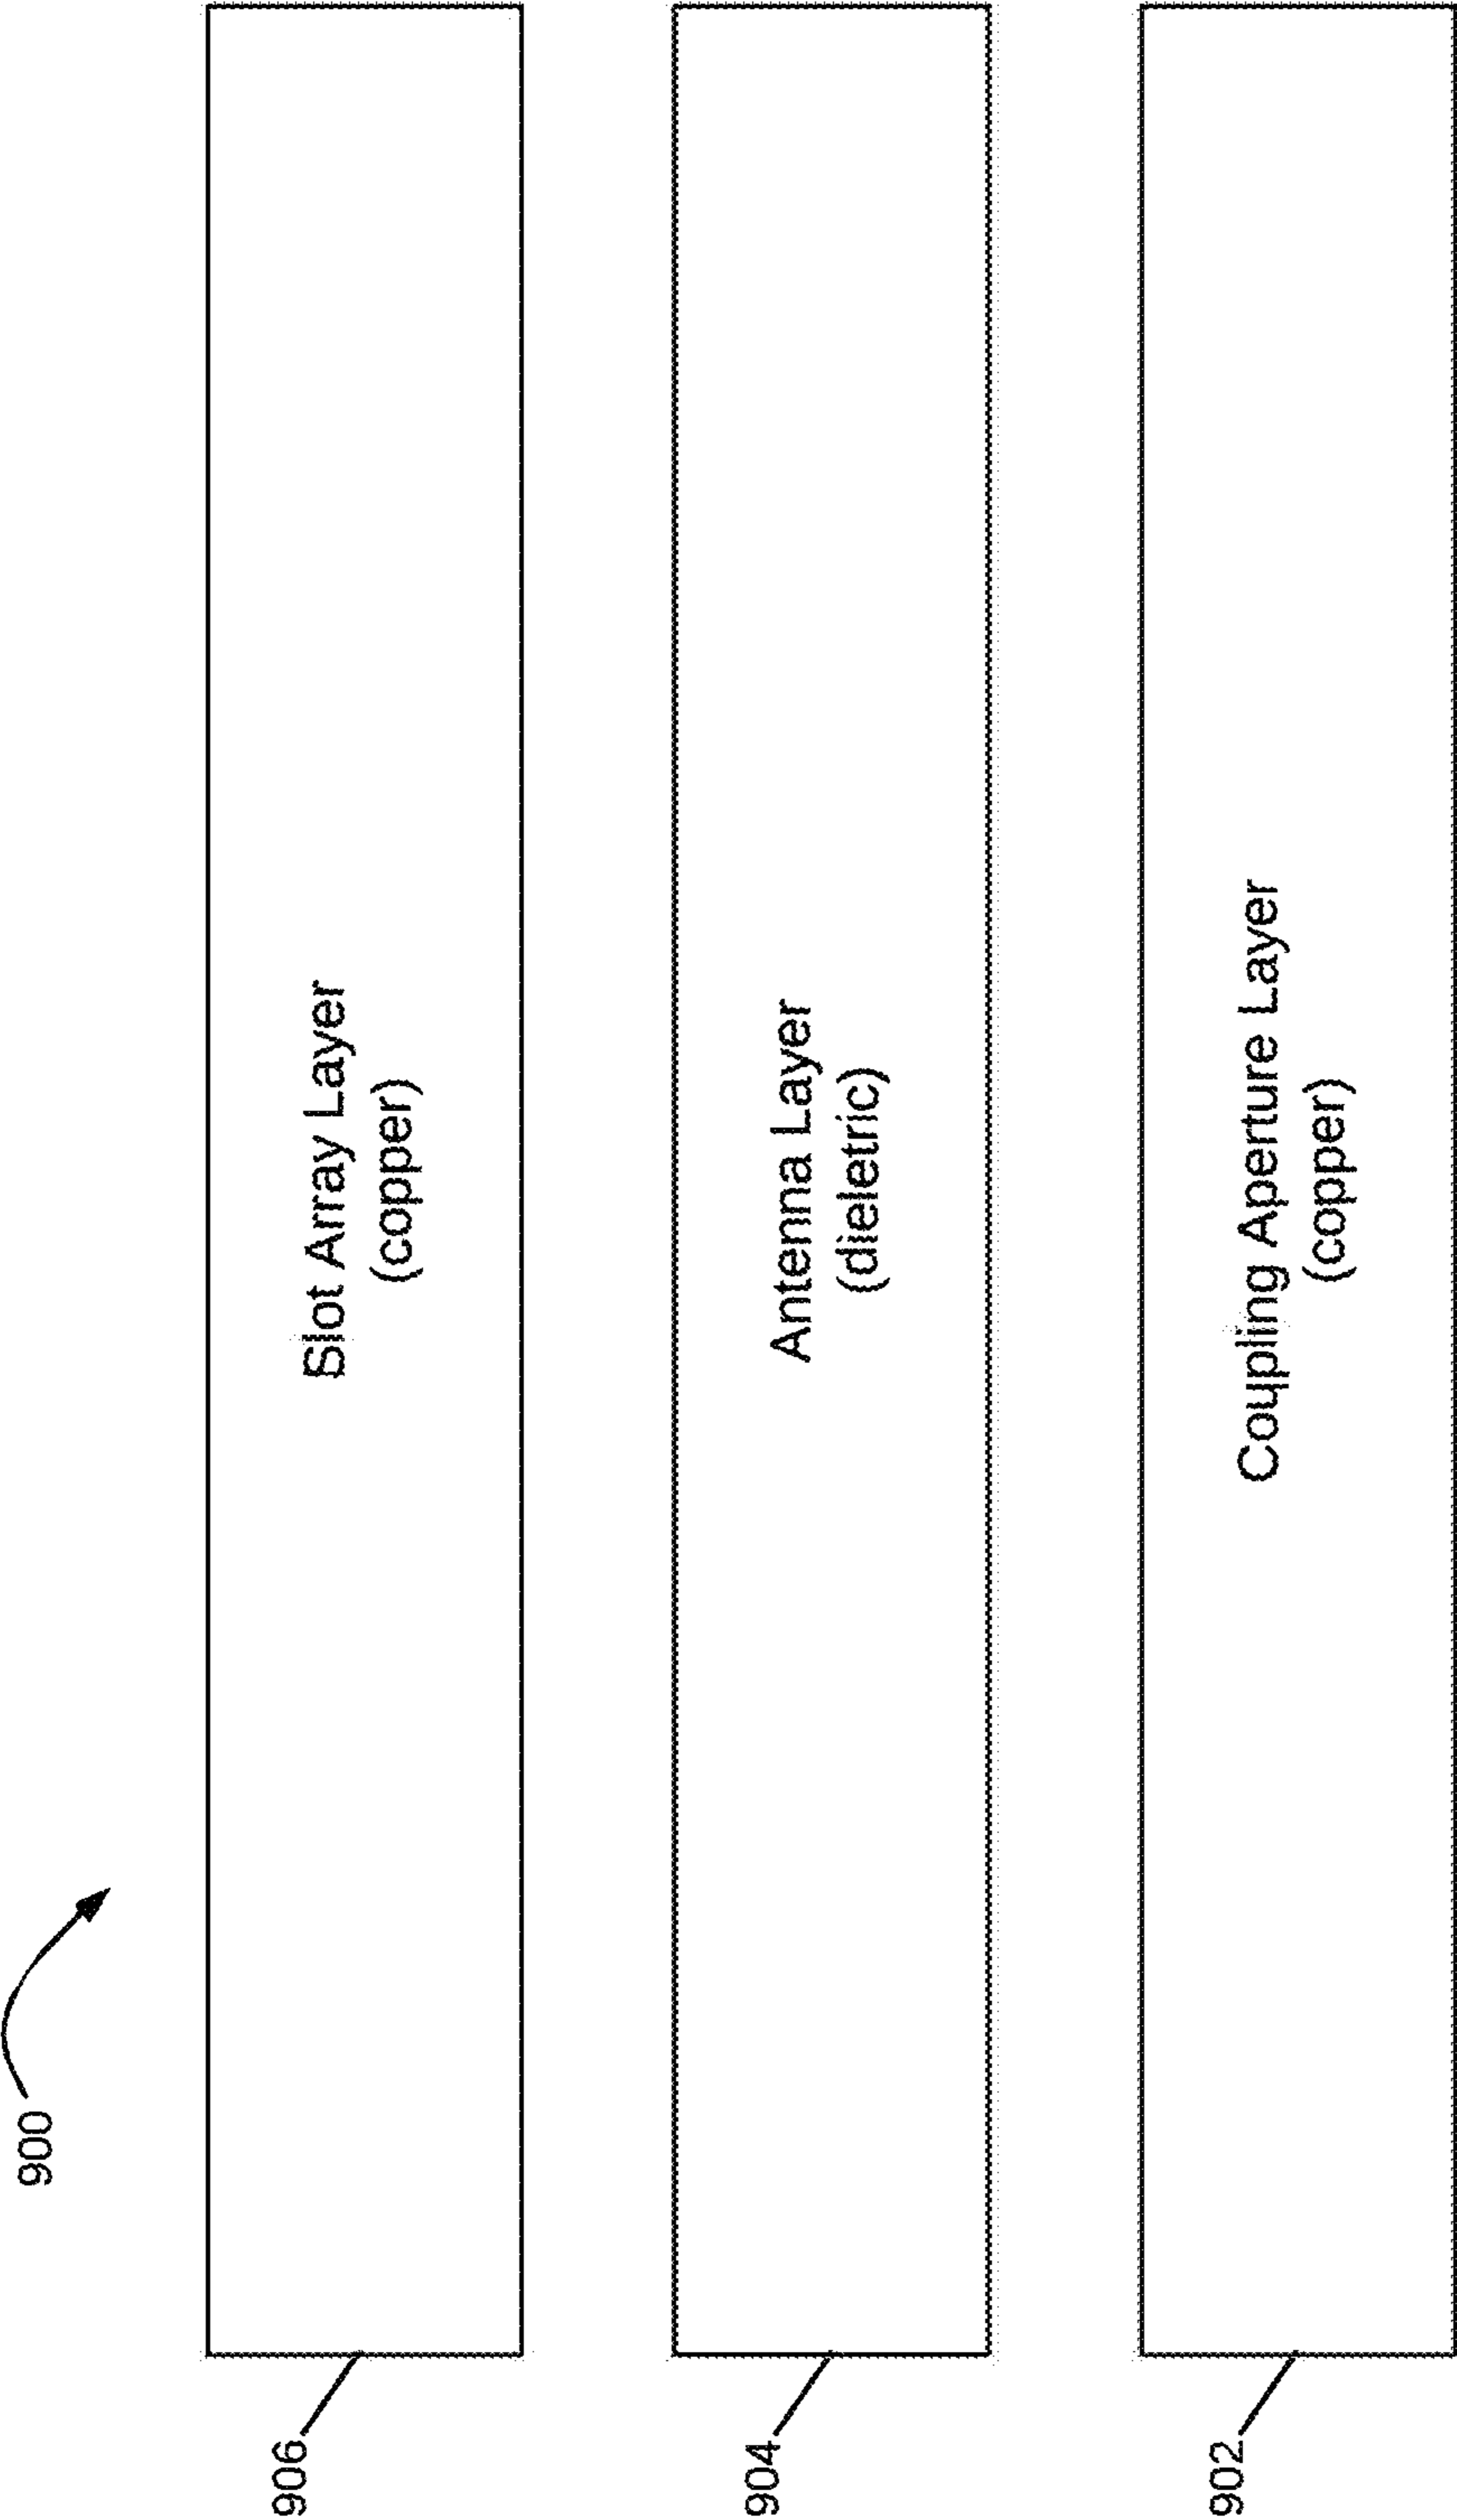 900
906
Slot Array Layer
(copper)
904
Antenna Layer
(dieletric)
902
Coupling Aperture Layer
(copper)